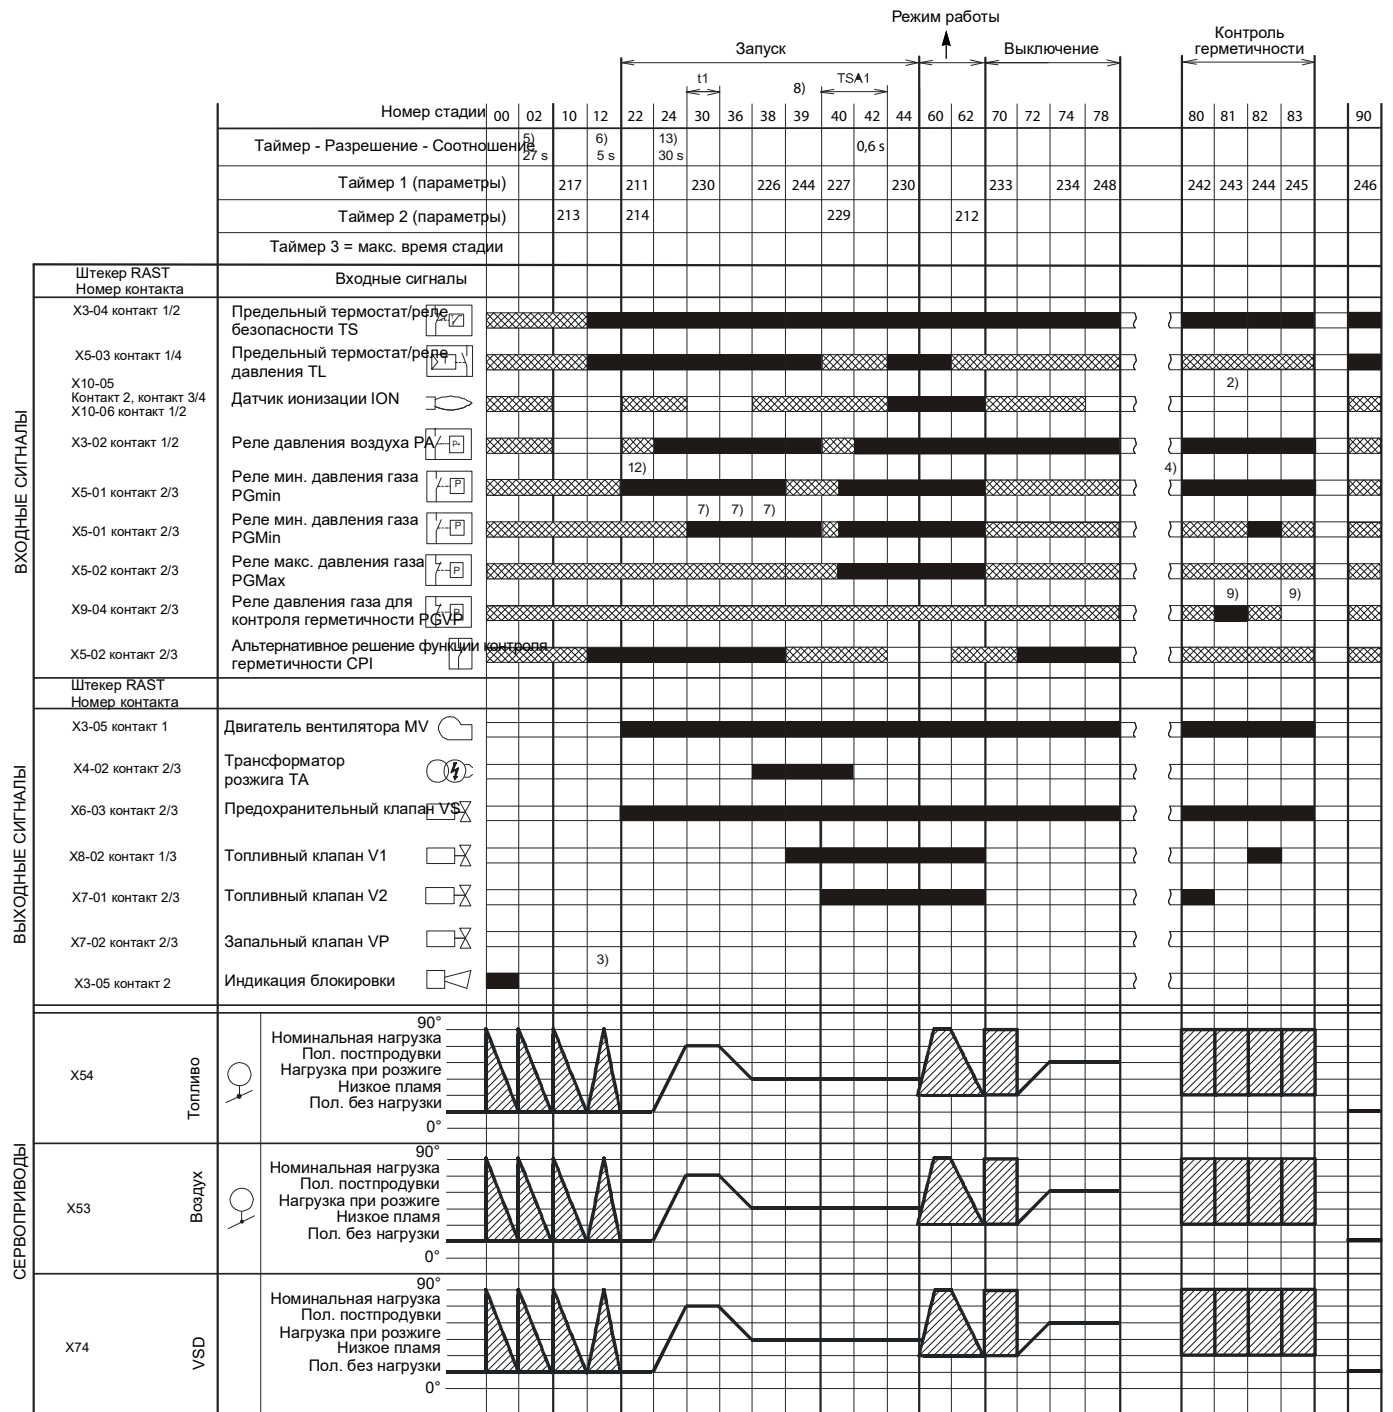 Режим работы
Запуск
Выключение
Контроль
герметичности
t1
8)
TSA1
Номер стадии 00 02 10 12 22 24 30 36 38 39 40 42 44 60 62 70 72 74 78 80 81 82 83 90
Таймер - Разрешение - Соотношение 5) 27 s 6) 5 s 13) 30 s 0,6 s
Таймер 1 (параметры) 217 211 230 226 244 227 230 233 234 248 242 243 244 245 246
Таймер 2 (параметры) 213 214 229 212
Таймер 3 = макс. время стадии
Штекер RAST
Номер контакта
Входные сигналы
ВХОДНЫЕ СИГНАЛЫ
X3-04 контакт 1/2
Предельный термостат/реле
безопасности TS
X5-03 контакт 1/4
Предельный термостат/реле
давления TL
2)
X10-05
Контакт 2, контакт 3/4
X10-06 контакт 1/2
Датчик ионизации ION
X3-02 контакт 1/2
Реле давления воздуха PA
P
12)
4)
X5-01 контакт 2/3
Реле мин. давления газа
PGmin
P
7) 7) 7)
X5-01 контакт 2/3
Реле мин. давления газа
PGMin
P
X5-02 контакт 2/3
Реле макс. давления газа
PGMax
P
9) 9)
X9-04 контакт 2/3
Реле давления газа для
контроля герметичности PGVP
P
X5-02 контакт 2/3
Альтернативное решение функции контроля
герметичности CPI
Штекер RAST
Номер контакта
ВЫХОДНЫЕ СИГНАЛЫ
X3-05 контакт 1
Двигатель вентилятора MV
X4-02 контакт 2/3
Трансформатор
розжига TA
X6-03 контакт 2/3
Предохранительный клапан VS
X8-02 контакт 1/3
Топливный клапан V1
X7-01 контакт 2/3
Топливный клапан V2
X7-02 контакт 2/3
Запальный клапан VP
3)
X3-05 контакт 2
Индикация блокировки
СЕРВОПРИВОДЫ
X54
Топливо
90°
Номинальная нагрузка
Пол. постпродувки
Нагрузка при розжиге
Низкое пламя
Пол. без нагрузки
0°
X53
Воздух
90°
Номинальная нагрузка
Пол. постпродувки
Нагрузка при розжиге
Низкое пламя
Пол. без нагрузки
0°
X74
VSD
90°
Номинальная нагрузка
Пол. постпродувки
Нагрузка при розжиге
Низкое пламя
Пол. без нагрузки
0°